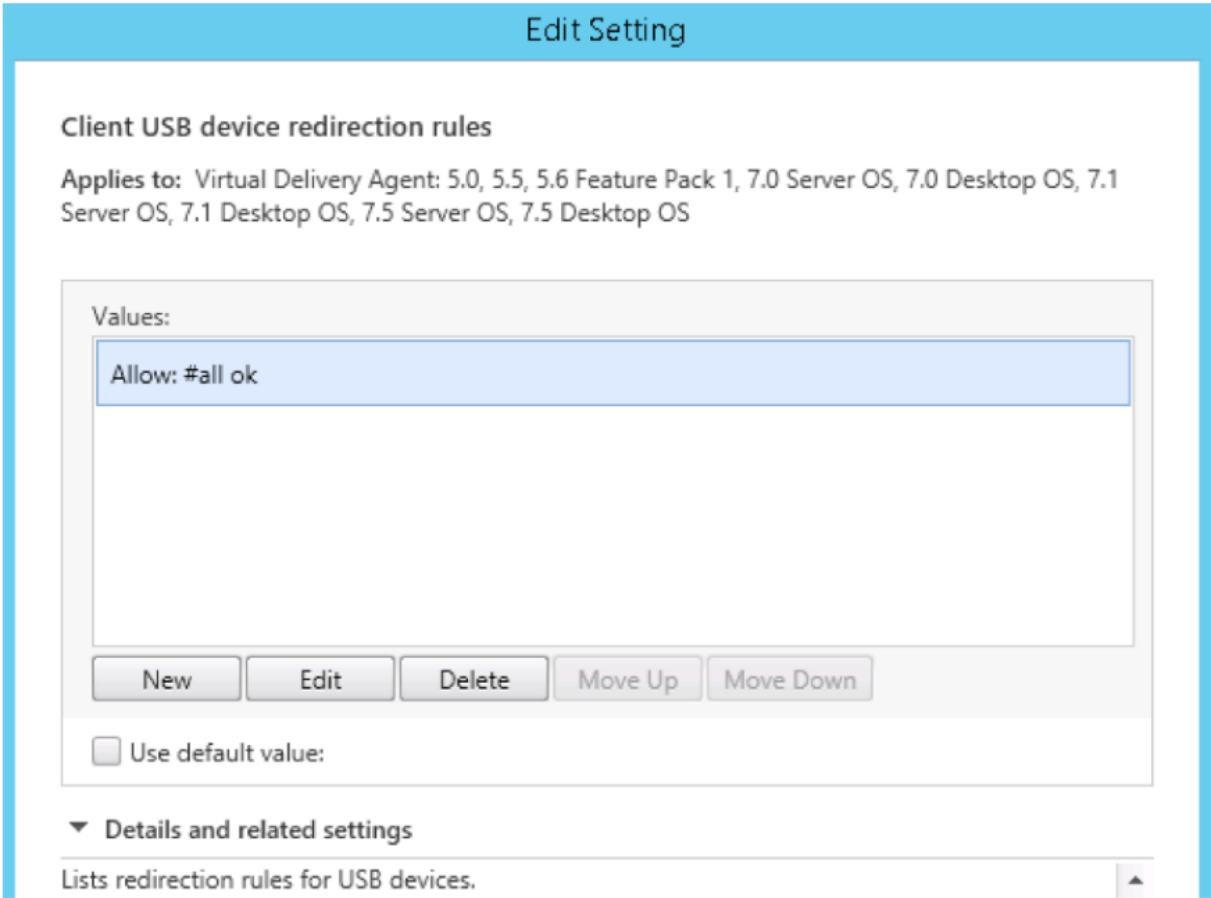 Edit Setting
Client USB device redirection rules
Applies to: Virtual Delivery Agent: 5.0, 5.5, 5.6 Feature Pack 1, 7.0 Server OS, 7.0 Desktop OS, 7.1
Server OS, 7.1 Desktop OS, 7.5 Server OS, 7.5 Desktop OS
Values:
Allow: #all ok
New Edit Delete Move Up Move Down
Use default value:
Details and related settings
Lists redirection rules for USB devices.